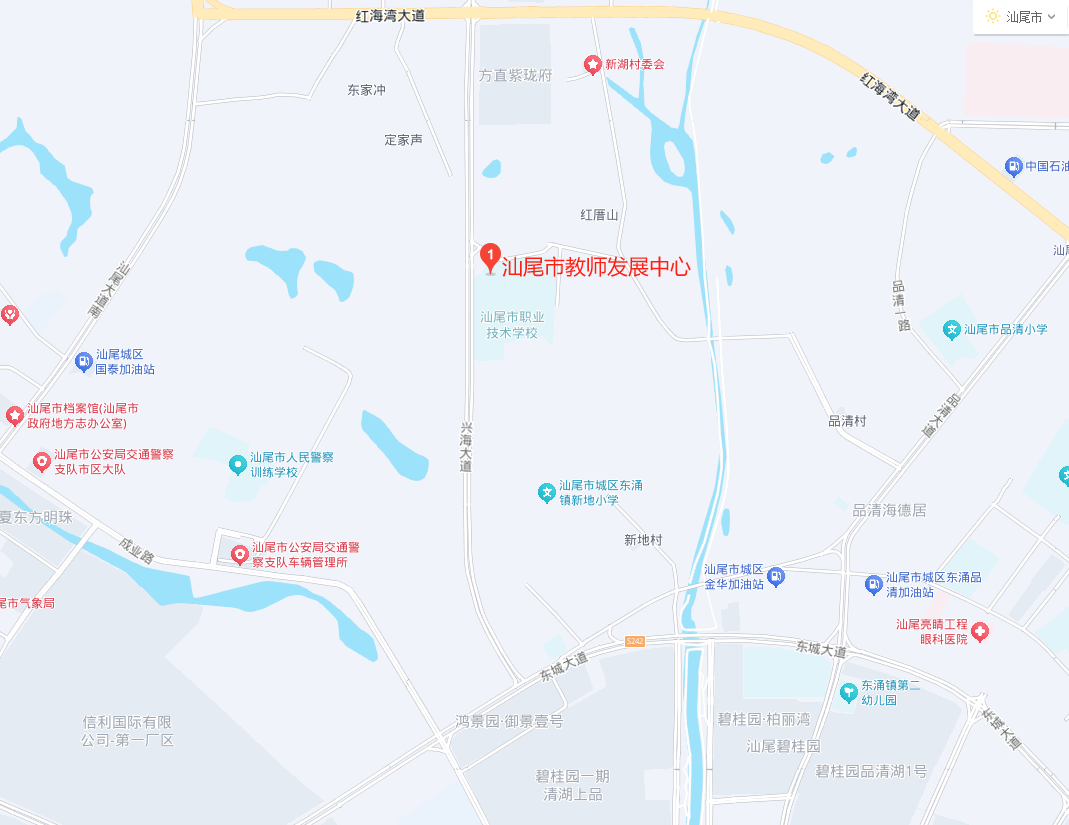 红海湾大道
汕尾市
方直紫珑府
新湖村委会
东家冲
红海湾大道
定家声
中国石油
红厝山
汕尾大道南
1
汕尾市教师发展中心
品清一路
汕尾市职业
技术学校
汕尾市品清小学
汕尾城区
国泰加油站
汕尾市档案馆(汕尾市
政府地方志办公室)
品清大道
品清村
兴海大道
汕尾市公安局交通警察
支队市区大队
汕尾市人民警察
训练学校
汕尾市城区东涌
镇新地小学
品清海德居
夏东方明珠
新地村
成业路
汕尾市公安局交通警
察支队车辆管理所
汕尾市城区
金华加油站
汕尾市城区东涌品
清加油站
尾市气象局
汕尾亮睛工程
眼科医院
S242
东城大道
东城大道
东涌镇第二
幼儿园
信利国际有限
公司-第一厂区
鸿景园·御景壹号
碧桂园·柏丽湾
东城大道
汕尾碧桂园
碧桂园一期
清湖上品
碧桂园品清湖1号